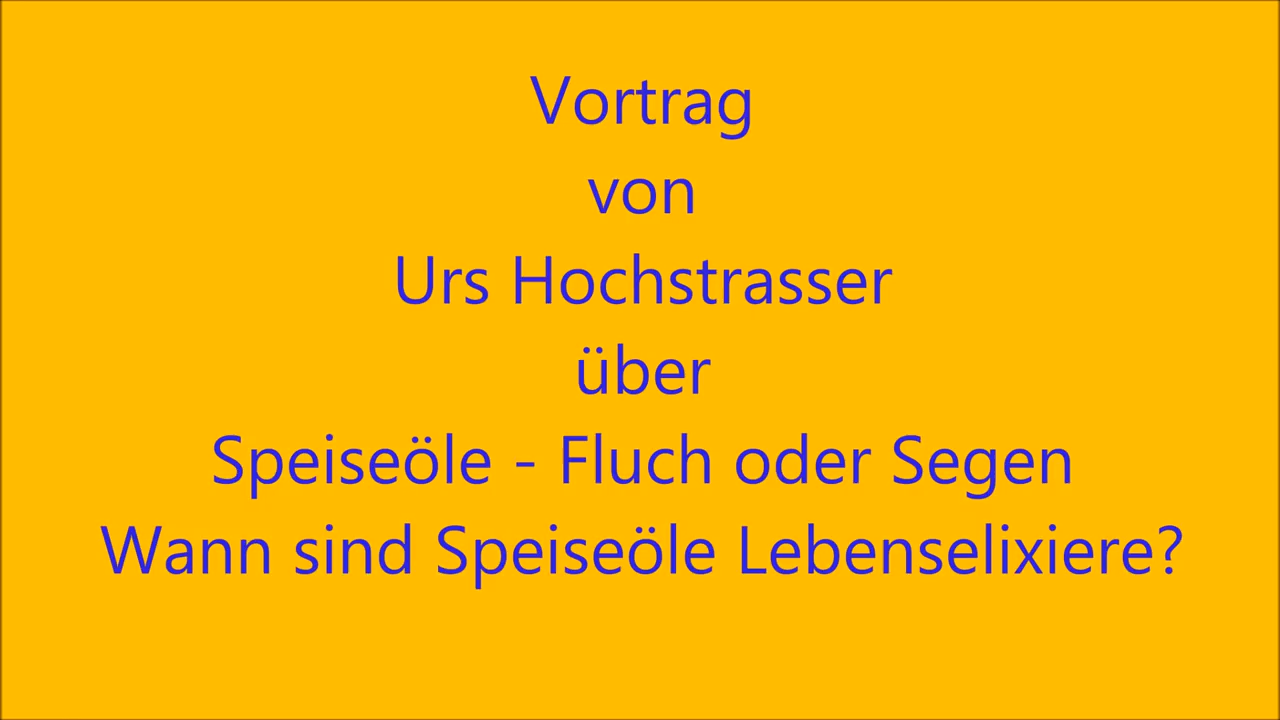 Vortrag
von
Urs Hochstrasser
über
Speiseöle - Fluch oder Segen
Wann sind Speiseöle Lebenselixiere?